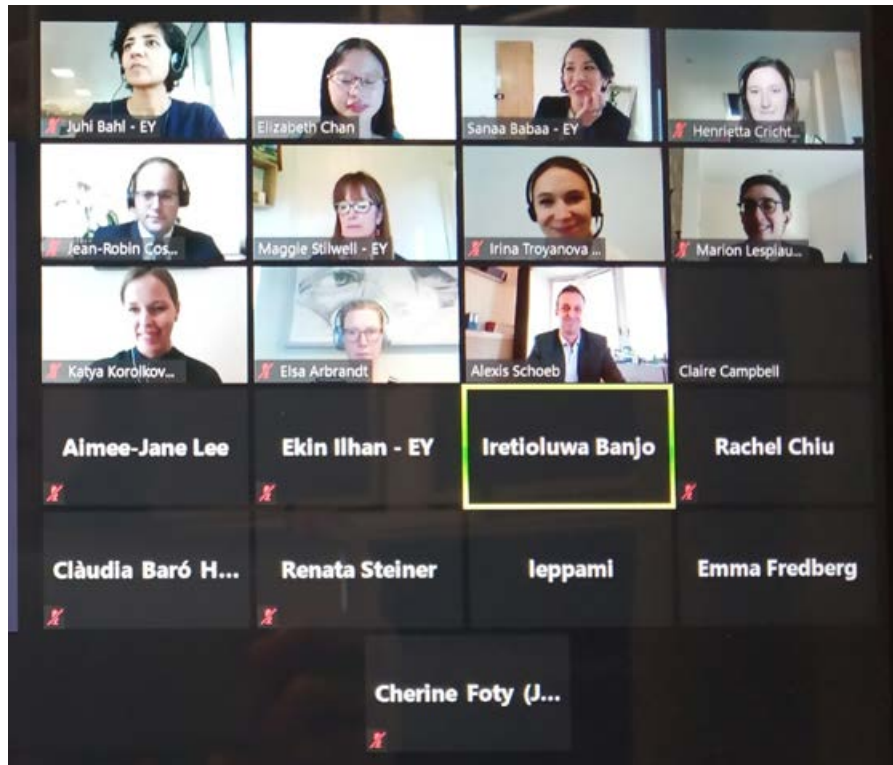 Juhi Bahl - EY
Elizabeth Chan
Sanaa Babaa - EY
Henrietta Cricht...
Jean-Robin Cos...
Maggie Stilwell - EY
Irina Troyanova ...
Marion Lespiau...
Katya Korolkov...
Elsa Arbrandt
Alexis Schoeb
Claire Campbell
Aimee-Jane Lee
Ekin Ilhan - EY
Iretioluwa Banjo
Rachel Chiu
Clàudia Baró H...
Renata Steiner
leppami
Emma Fredberg
Cherine Foty (J...